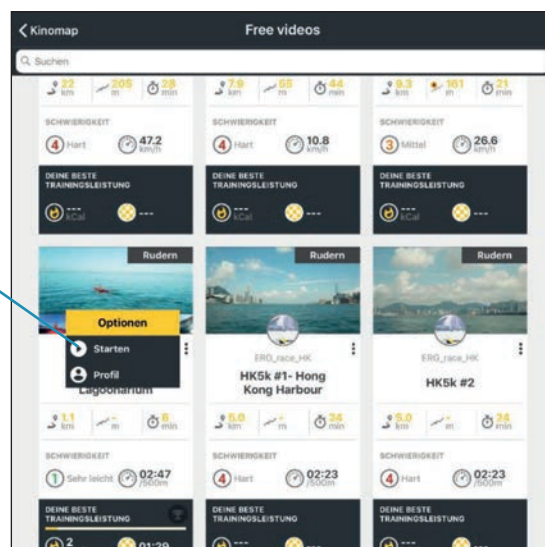 Kinomap
Free videos
Suchen
22 km 205 m 28 min
7.9 km 55 m 44 min
9.3 km 161 m 21 min
SCHWIERIGKEIT
SCHWIERIGKEIT
SCHWIERIGKEIT
4 Hart 47.2 km/h
4 Hart 10.8 km/h
3 Mittel 26.6 km/h
DEINE BESTE
TRAININGSLEISTUNG
DEINE BESTE
TRAININGSLEISTUNG
DEINE BESTE
TRAININGSLEISTUNG
--- kCal ---
--- kCal ---
--- kCal ---
Rudern
Rudern
Rudern
Optionen
Starten
Profil
Lagoonarium
ERG_race_HK
HK5k #1- Hong
Kong Harbour
ERG_race_HK
HK5k #2
1.1 km - m 6 min
5.0 km - m 24 min
5.0 km - m 24 min
SCHWIERIGKEIT
SCHWIERIGKEIT
SCHWIERIGKEIT
1 Sehr leicht 02:47 /500m
4 Hart 02:23 /500m
4 Hart 02:23 /500m
DEINE BESTE
TRAININGSLEISTUNG
DEINE BESTE
TRAININGSLEISTUNG
DEINE BESTE
TRAININGSLEISTUNG
2 01:29
--- ---
--- ---